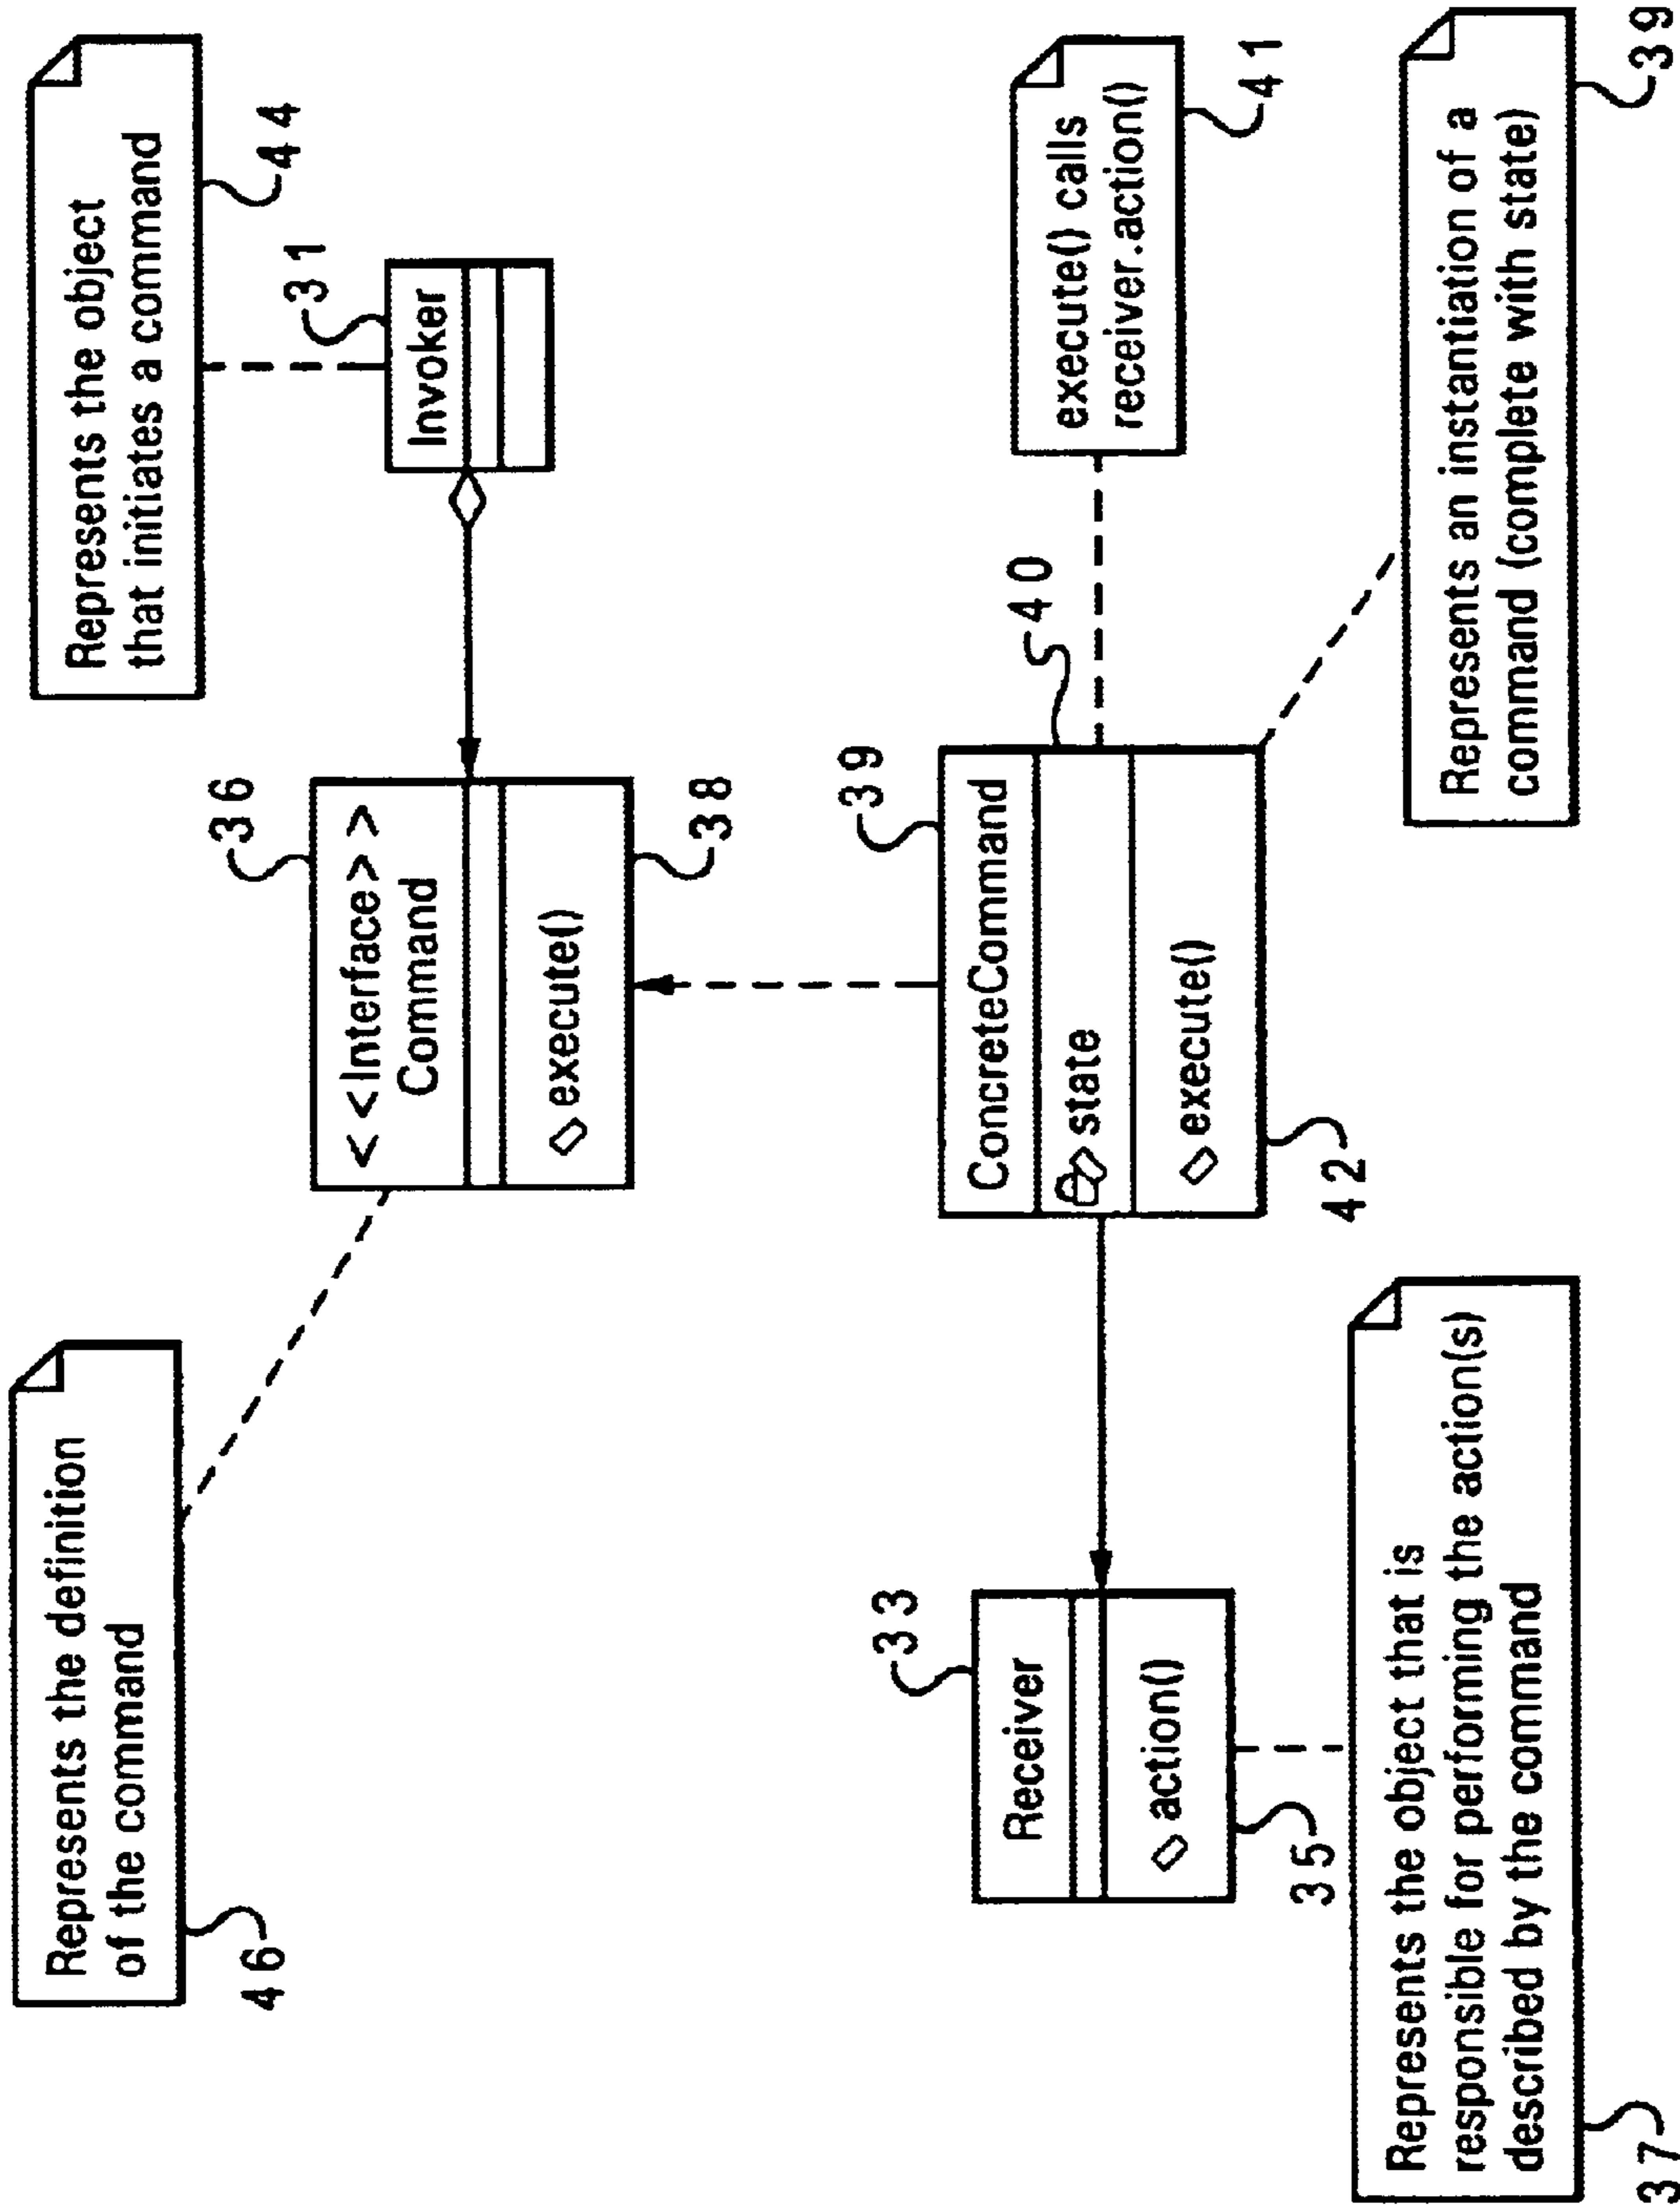 Represents the definition
of the command
46
Represents the object
that initiates a command
44
36
< <Interface> >
Command
execute()
38
31
Invoker
33
Receiver
action()
35
39
ConcreteCommand
state
execute()
42
40
execute() calls
receiver.action()
41
Represents the object that is
responsible for performing the action(s)
described by the command
37
Represents an instantiation of a
command (complete with state)
39